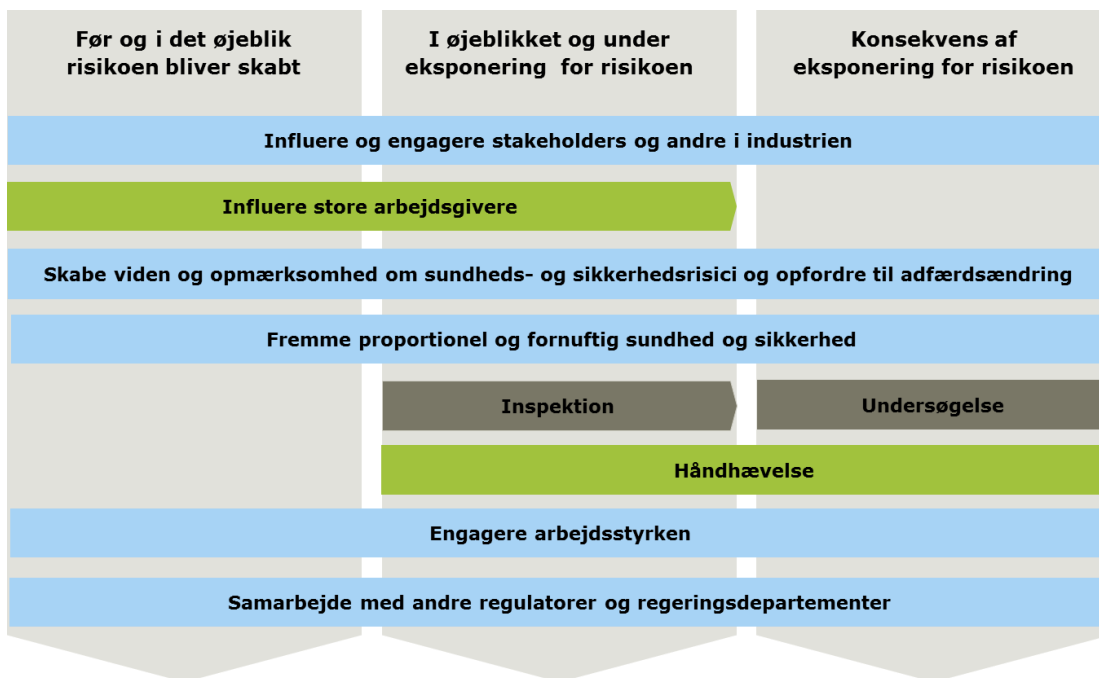 Før og i det øjeblik
risikoen bliver skabt
I øjeblikket og under
eksponering for risikoen
Konsekvens af
eksponering for risikoen
Influere og engagere stakeholders og andre i industrien
Influere store arbejdsgivere
Skabe viden og opmærksomhed om sundheds- og sikkerhedsrisici og opfordre til adfærdsændring
Fremme proportionel og fornuftig sundhed og sikkerhed
Inspektion
Undersøgelse
Håndhævelse
Engagere arbejdsstyrken
Samarbejde med andre regulatorer og regeringsdepartementer